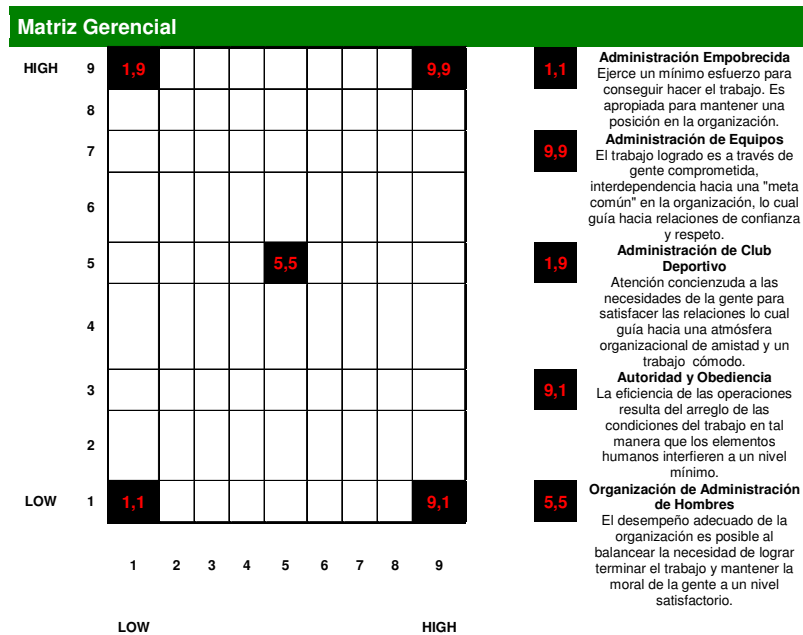 Matriz Gerencial
HIGH 9 1,9 9,9
8
7
6
5 5,5
4
3
2
LOW 1 1,1 9,1
1 2 3 4 5 6 7 8 9
LOW HIGH
1,1 Administración Empobrecida
Ejerce un mínimo esfuerzo para
conseguir hacer el trabajo. Es
apropiada para mantener una
posición en la organización.
9,9 Administración de Equipos
El trabajo logrado es a través de
gente comprometida,
interdependencia hacia una "meta
común" en la organización, lo cual
guía hacia relaciones de confianza
y respeto.
1,9 Administración de Club
Deportivo
Atención concienzuda a las
necesidades de la gente para
satisfacer las relaciones lo cual
guía hacia una atmósfera
organizacional de amistad y un
trabajo cómodo.
9,1 Autoridad y Obediencia
La eficiencia de las operaciones
resulta del arreglo de las
condiciones del trabajo en tal
manera que los elementos
humanos interfieren a un nivel
mínimo.
5,5 Organización de Administración
de Hombres
El desempeño adecuado de la
organización es posible al
balancear la necesidad de lograr
terminar el trabajo y mantener la
moral de la gente a un nivel
satisfactorio.